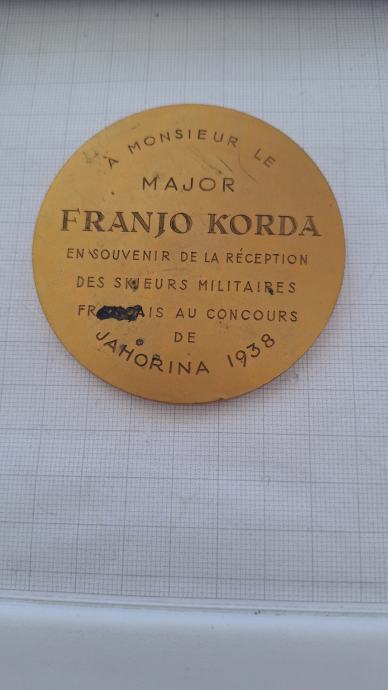 À MONSIEUR LE
MAJOR
FRANJO KORDA
EN SOUVENIR DE LA RÉCEPTION
DES SKIEURS MILITAIRES
AU CONCOURS
DE
JAHORINA 1938